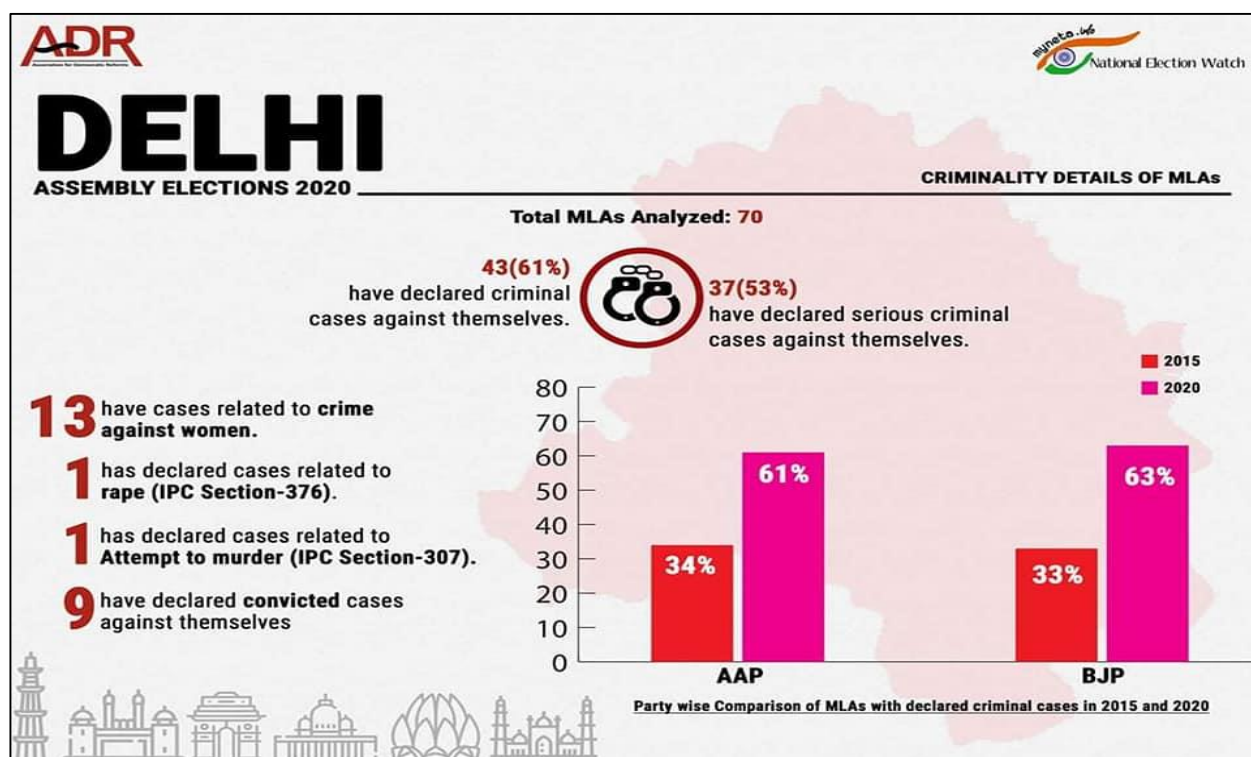 ADR
Association for Democratic Reforms
myneta.info
National Election Watch
DELHI
ASSEMBLY ELECTIONS 2020
CRIMINALITY DETAILS OF MLAs
Total MLAs Analyzed: 70
43(61%)
have declared criminal
cases against themselves.
37(53%)
have declared serious criminal
cases against themselves.
13 have cases related to crime
against women.
1 has declared cases related to
rape (IPC Section-376).
1 has declared cases related to
Attempt to murder (IPC Section-307).
9 have declared convicted cases
against themselves
2015
2020
80
70
60
50
40
30
20
10
0
34%
61%
33%
63%
AAP
BJP
Party wise Comparison of MLAs with declared criminal cases in 2015 and 2020